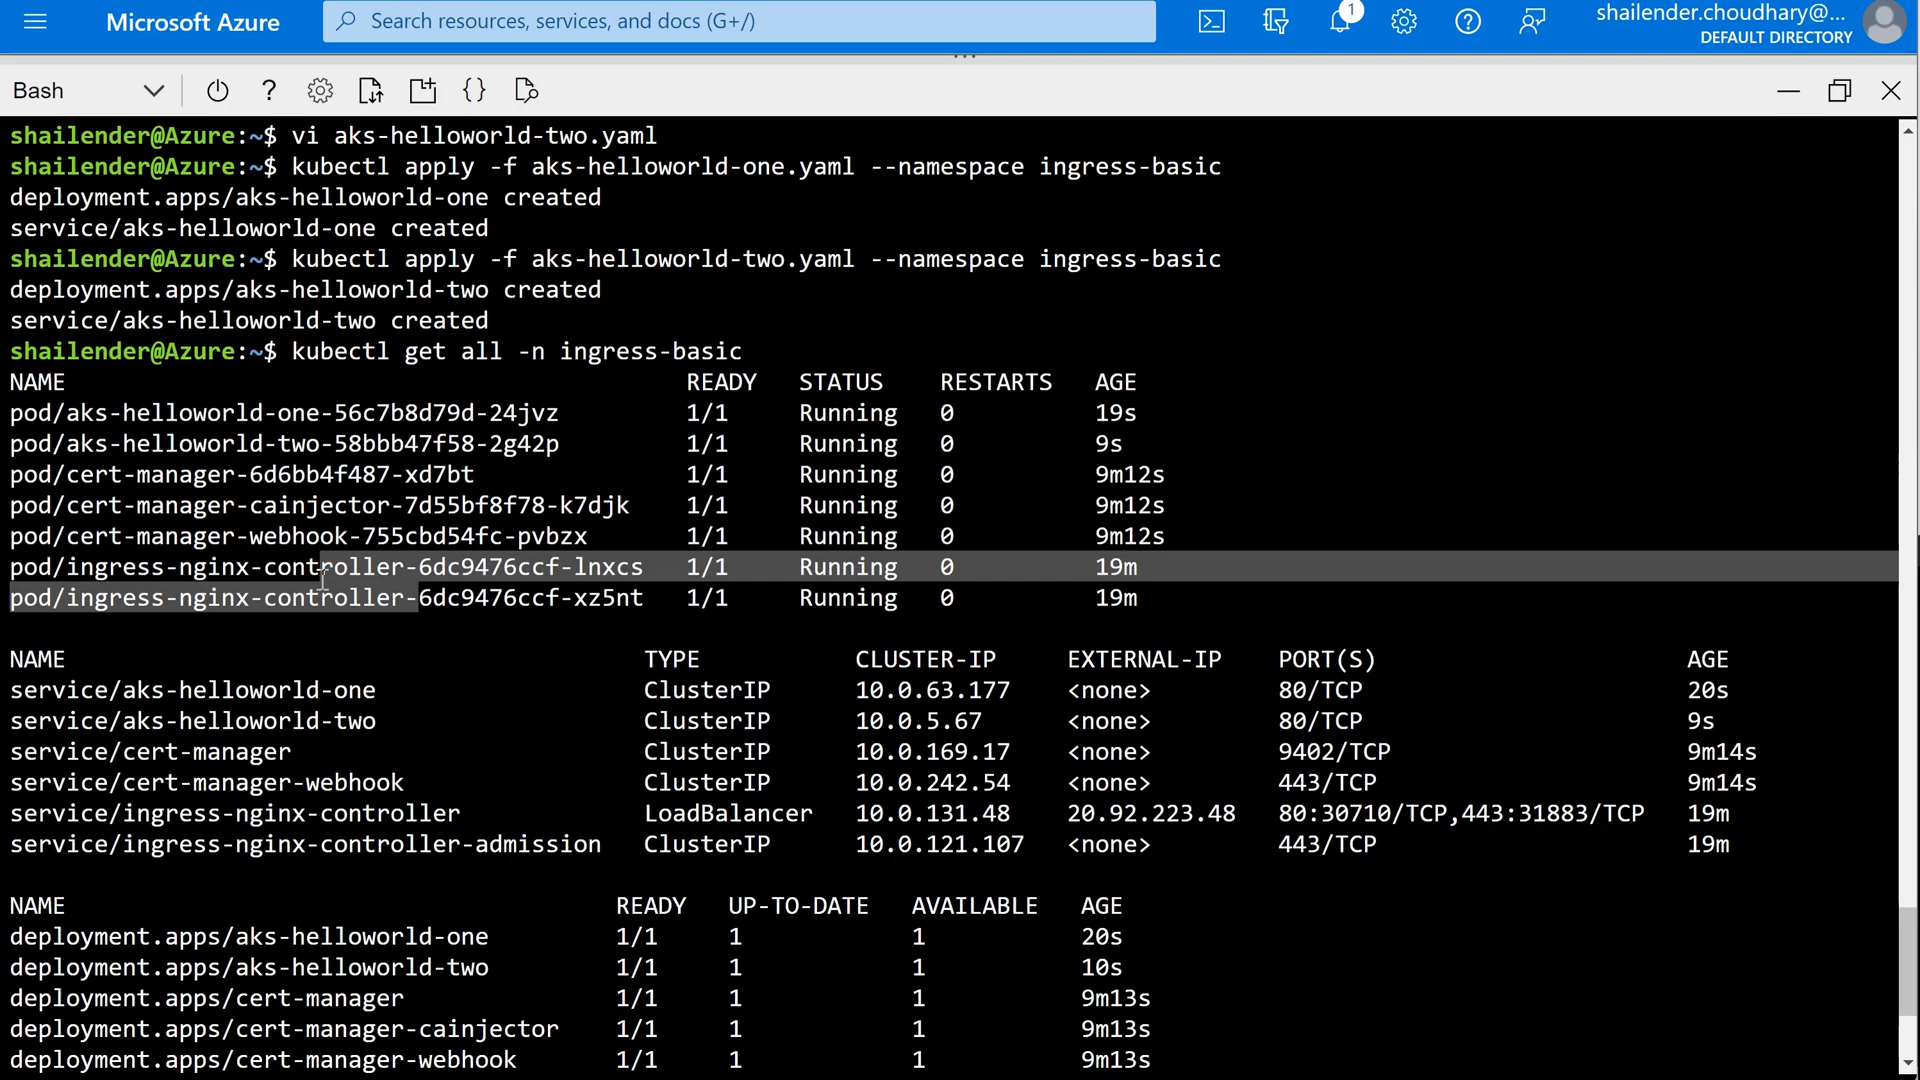 Microsoft Azure
Search resources, services, and docs (G+/)
1
shailender.choudhary@...
DEFAULT DIRECTORY
Bash
shailender@Azure:~$ vi aks-helloworld-two.yaml
shailender@Azure:~$ kubectl apply -f aks-helloworld-one.yaml --namespace ingress-basic
deployment.apps/aks-helloworld-one created
service/aks-helloworld-one created
shailender@Azure:~$ kubectl apply -f aks-helloworld-two.yaml --namespace ingress-basic
deployment.apps/aks-helloworld-two created
service/aks-helloworld-two created
shailender@Azure:~$ kubectl get all -n ingress-basic
NAME READY STATUS RESTARTS AGE
pod/aks-helloworld-one-56c7b8d79d-24jvz 1/1 Running 0 19s
pod/aks-helloworld-two-58bbb47f58-2g42p 1/1 Running 0 9s
pod/cert-manager-6d6bb4f487-xd7bt 1/1 Running 0 9m12s
pod/cert-manager-cainjector-7d55bf8f78-k7djk 1/1 Running 0 9m12s
pod/cert-manager-webhook-755cbd54fc-pvbzx 1/1 Running 0 9m12s
pod/ingress-nginx-controller-6dc9476ccf-lnxcs 1/1 Running 0 19m
pod/ingress-nginx-controller-6dc9476ccf-xz5nt 1/1 Running 0 19m
NAME TYPE CLUSTER-IP EXTERNAL-IP PORT(S) AGE
service/aks-helloworld-one ClusterIP 10.0.63.177 <none> 80/TCP 20s
service/aks-helloworld-two ClusterIP 10.0.5.67 <none> 80/TCP 9s
service/cert-manager ClusterIP 10.0.169.17 <none> 9402/TCP 9m14s
service/cert-manager-webhook ClusterIP 10.0.242.54 <none> 443/TCP 9m14s
service/ingress-nginx-controller LoadBalancer 10.0.131.48 20.92.223.48 80:30710/TCP,443:31883/TCP 19m
service/ingress-nginx-controller-admission ClusterIP 10.0.121.107 <none> 443/TCP 19m
NAME READY UP-TO-DATE AVAILABLE AGE
deployment.apps/aks-helloworld-one 1/1 1 1 20s
deployment.apps/aks-helloworld-two 1/1 1 1 10s
deployment.apps/cert-manager 1/1 1 1 9m13s
deployment.apps/cert-manager-cainjector 1/1 1 1 9m13s
deployment.apps/cert-manager-webhook 1/1 1 1 9m13s